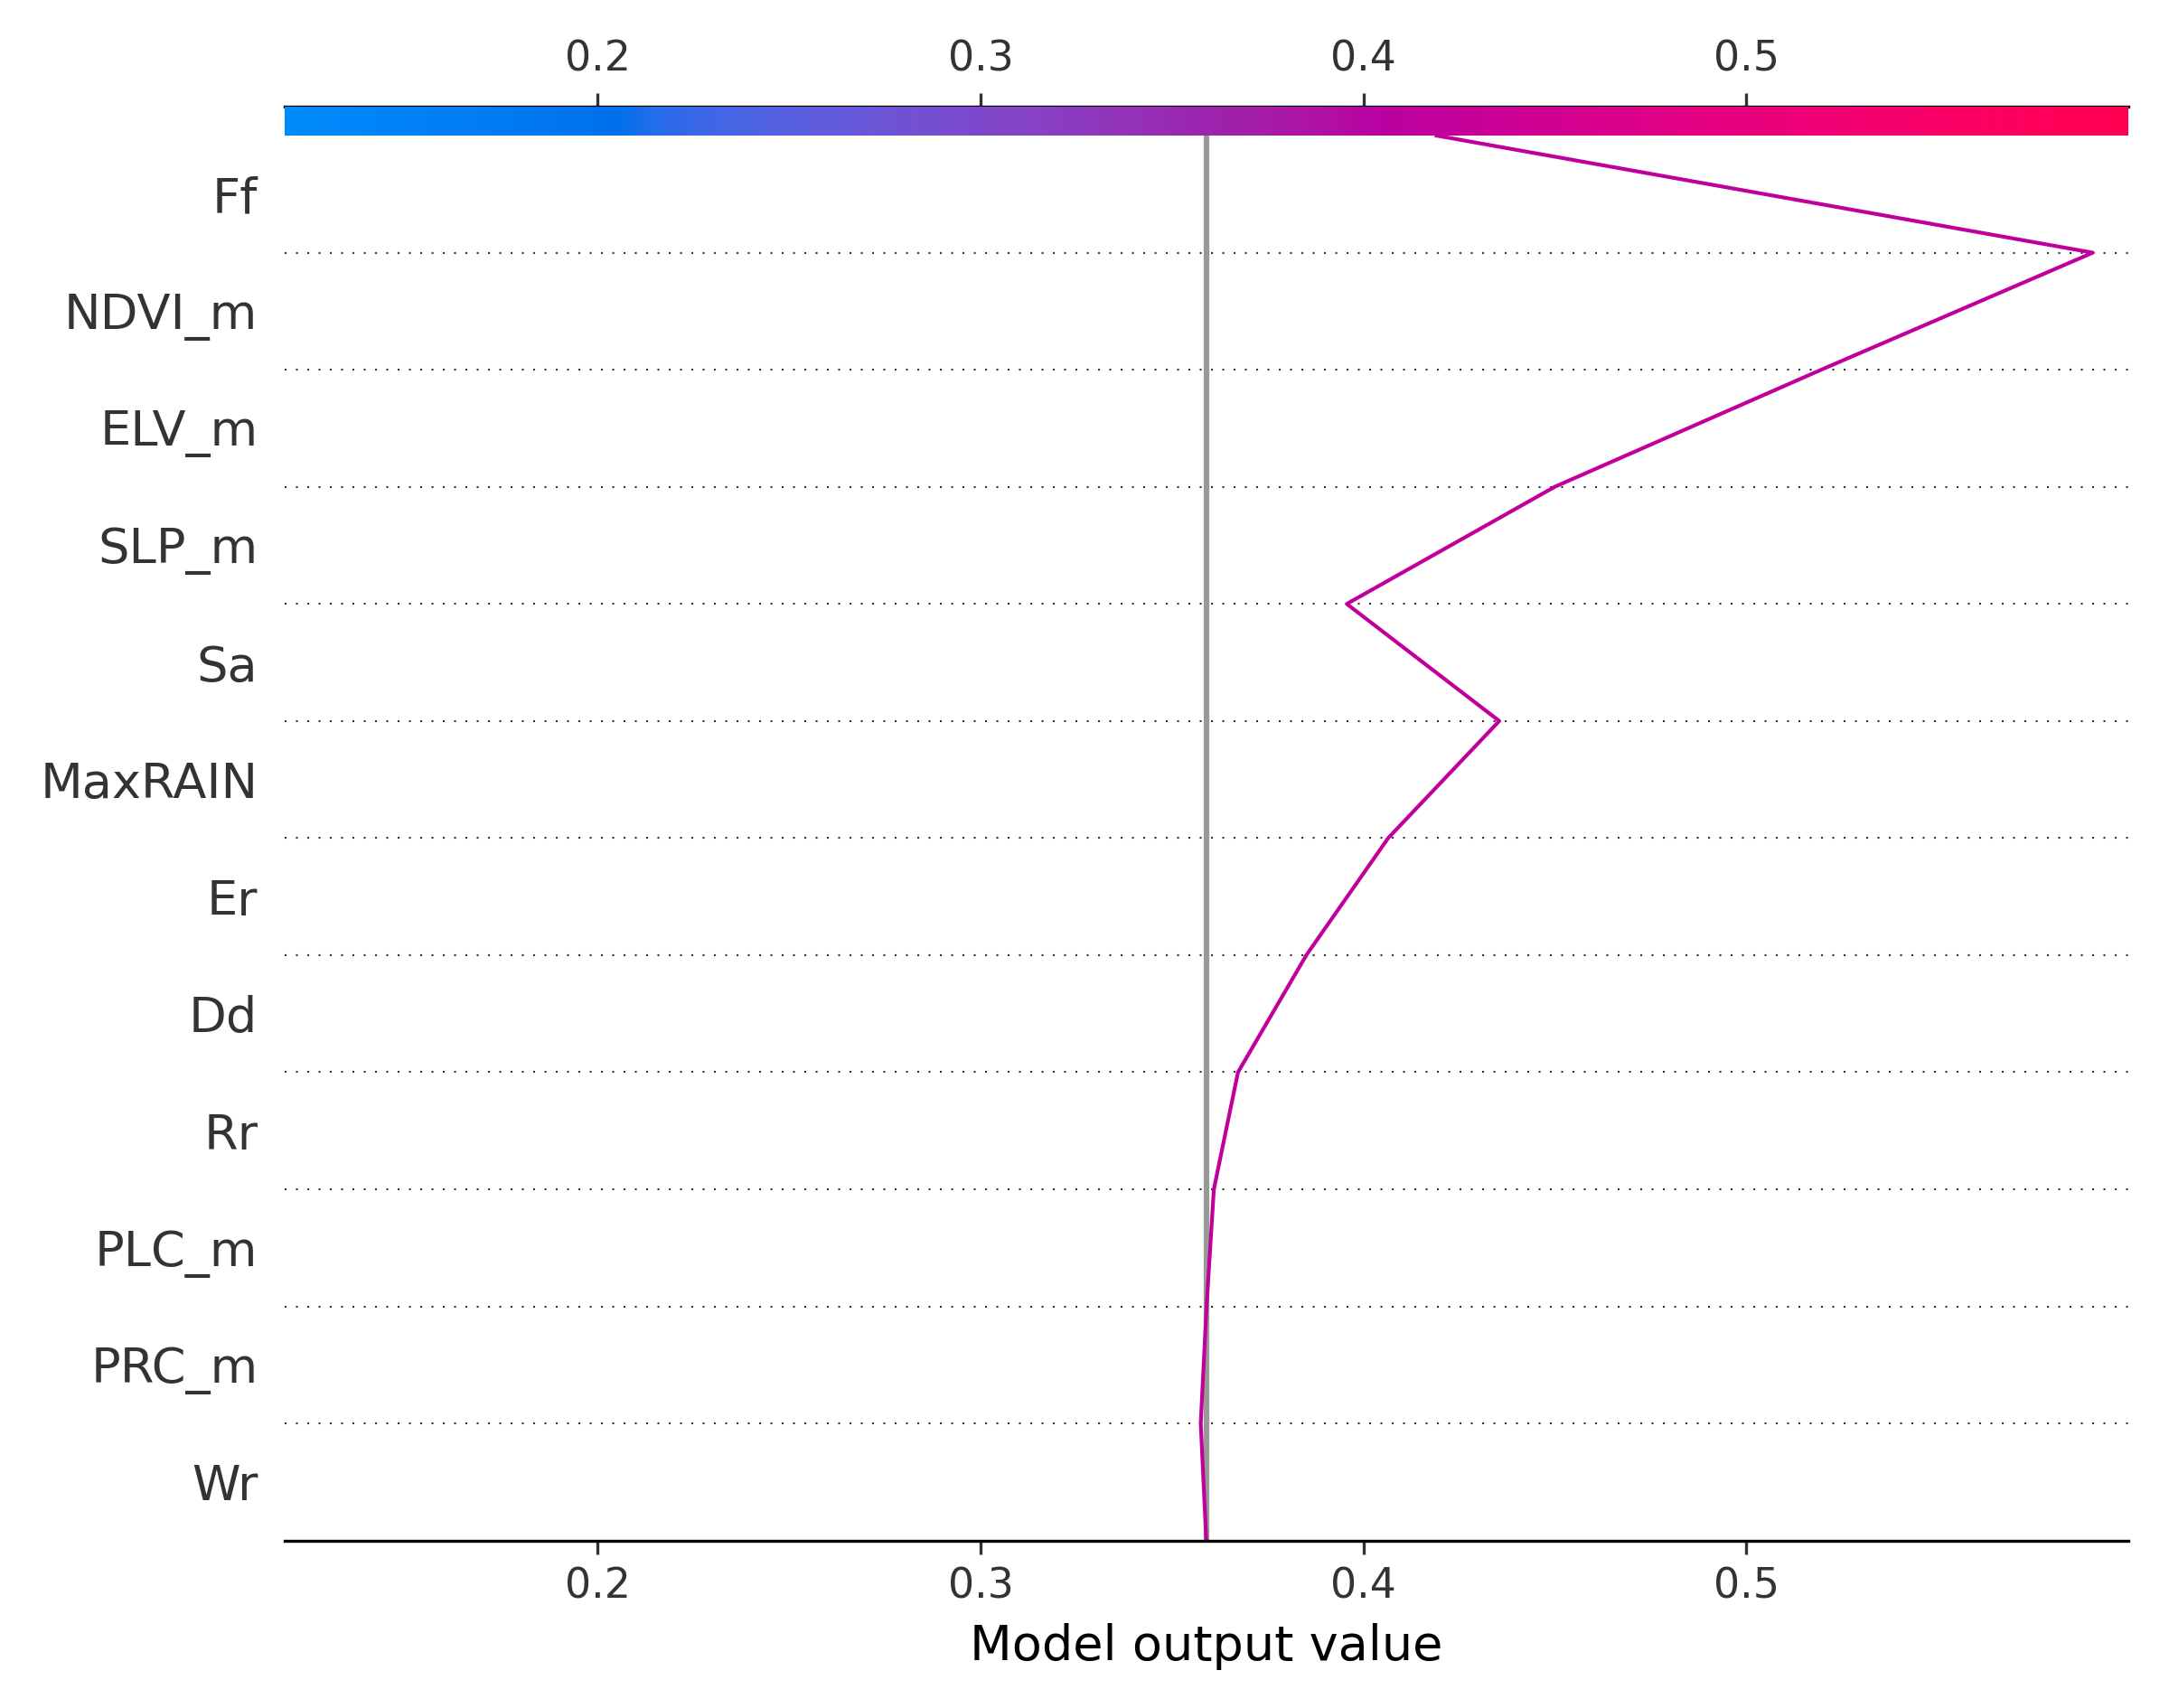 0.2 0.3 0.4 0.5
Ff
NDVI_m
ELV_m
SLP_m
Sa
MaxRAIN
Er
Dd
Rr
PLC_m
PRC_m
Wr
0.2 0.3 0.4 0.5
Model output value